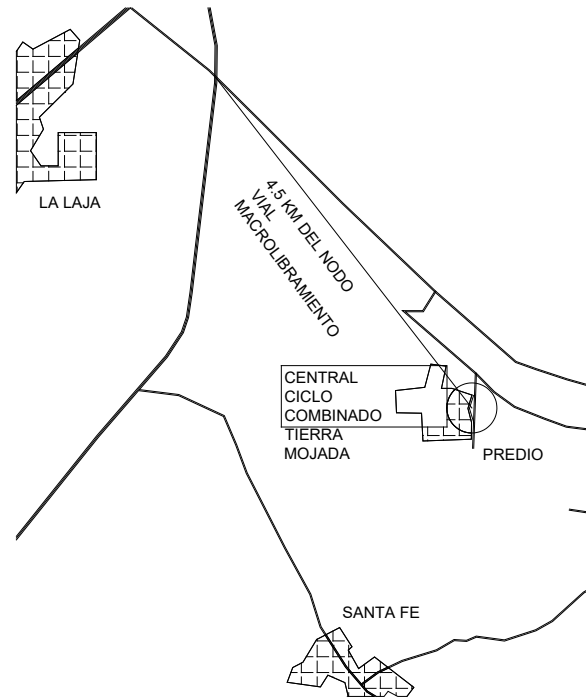 LA LAJA
4.5 KM DEL NODO
VIAL
MACROLIBRAMIENTO
CENTRAL
CICLO
COMBINADO
TIERRA
MOJADA
PREDIO
SANTA FE